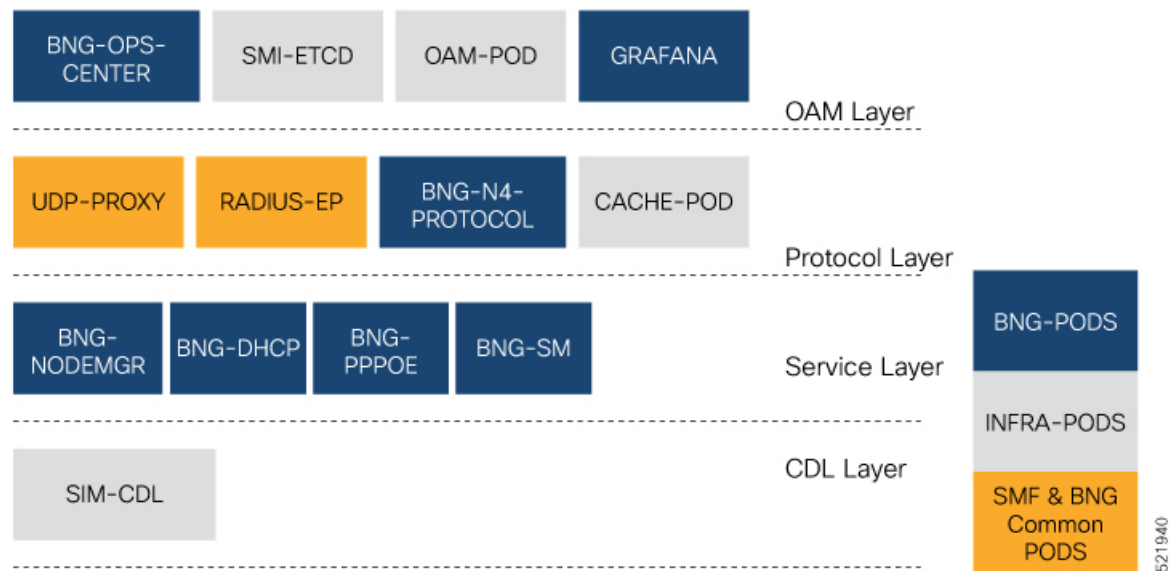 BNG-OPS-
CENTER
SMI-ETCD
OAM-POD
GRAFANA
OAM Layer
UDP-PROXY
RADIUS-EP
BNG-N4-
PROTOCOL
CACHE-POD
Protocol Layer
BNG-
NODEMGR
BNG-DHCP
BNG-
PPPOE
BNG-SM
Service Layer
SIM-CDL
CDL Layer
BNG-PODS
INFRA-PODS
SMF & BNG
Common
PODS
521940